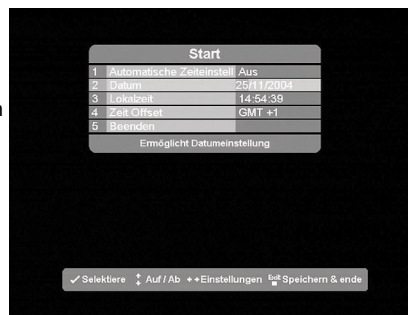 Start
1 Automatische Zeiteinstell Aus
2 Datum 25/11/2004
3 Lokalzeit 14:54:39
4 Zeit Offset GMT +1
5 Beenden
Ermöglicht Datumeinstellung
Selektiere Auf / Ab Einstellungen Exit Speichern & ende